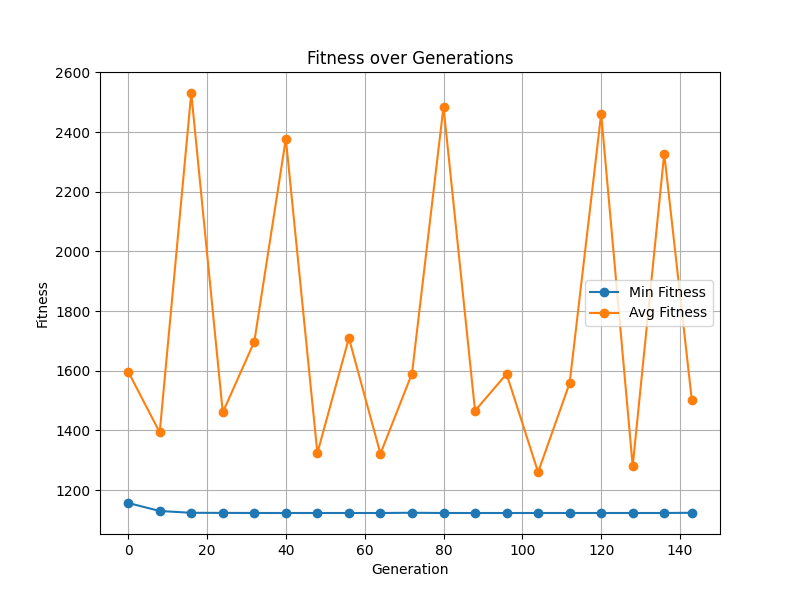 Fitness over Generations
2600
2400
2200
2000
1800
1600
1400
1200
Fitness
Min Fitness
Avg Fitness
0 20 40 60 80 100 120 140
Generation